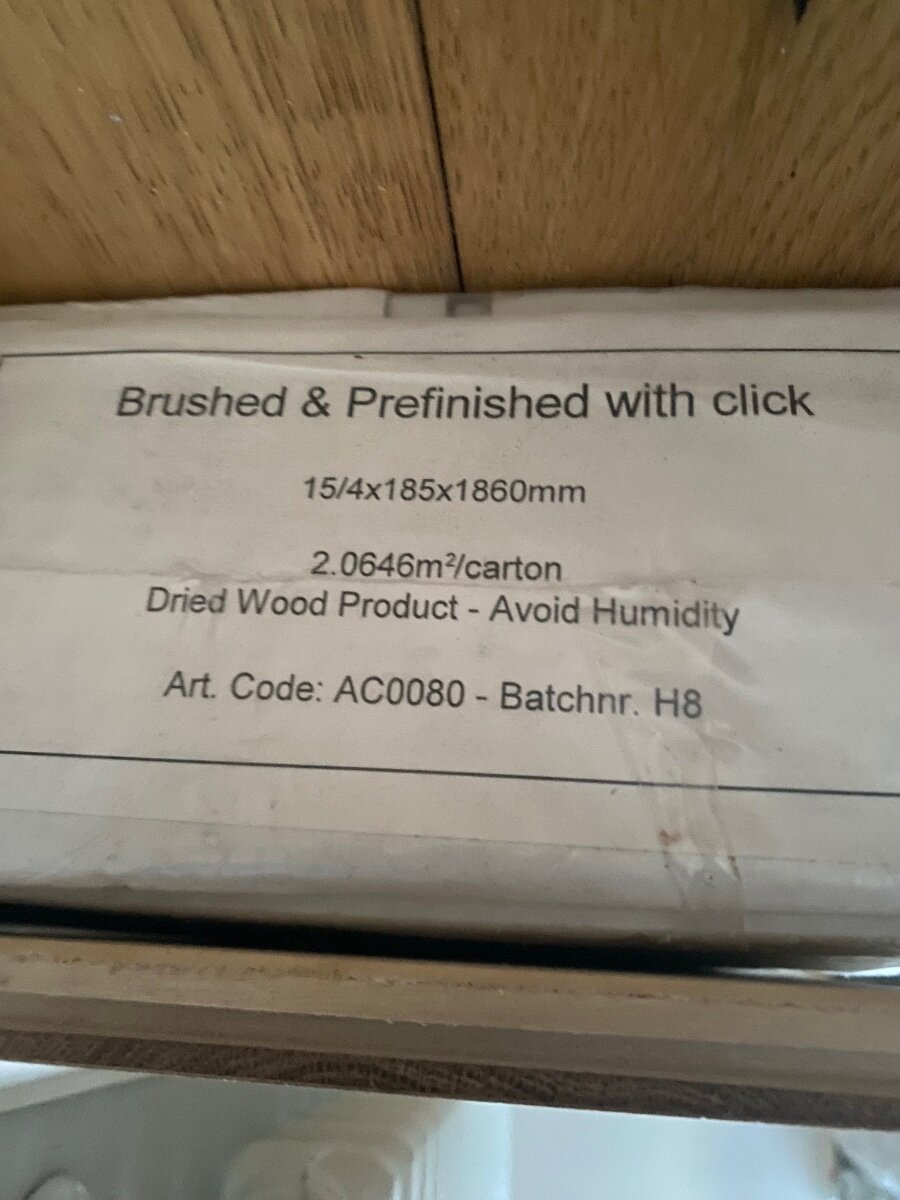 Brushed & Prefinished with click
15/4x185x1860mm
2.0646m²/carton
Dried Wood Product - Avoid Humidity
Art. Code: AC0080 - Batchnr. H8